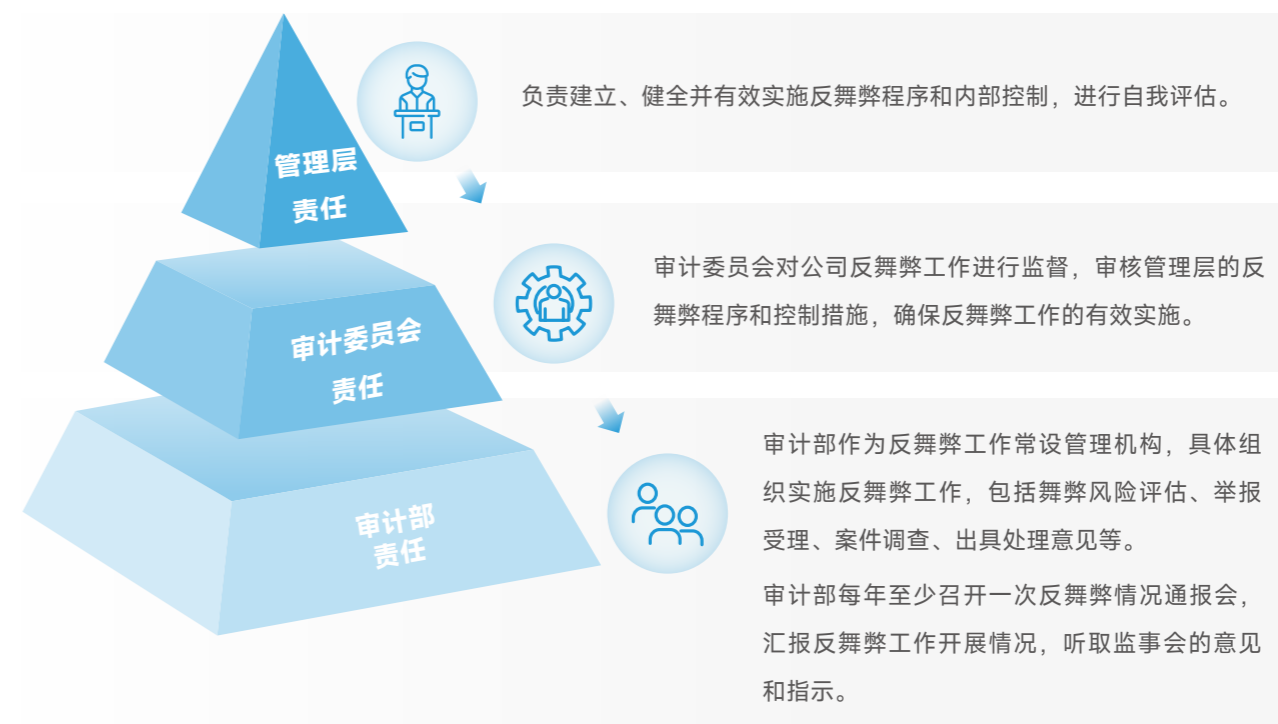 管理层
责任
负责建立、健全并有效实施反舞弊程序和内部控制，进行自我评估。
审计委员会
责任
审计委员会对公司反舞弊工作进行监督，审核管理层的反
舞弊程序和控制措施，确保反舞弊工作的有效实施。
审计部
责任
审计部作为反舞弊工作常设管理机构，具体组
织实施反舞弊工作，包括舞弊风险评估、举报
受理、案件调查、出具处理意见等。
审计部每年至少召开一次反舞弊情况通报会，
汇报反舞弊工作开展情况，听取监事会的意见
和指示。